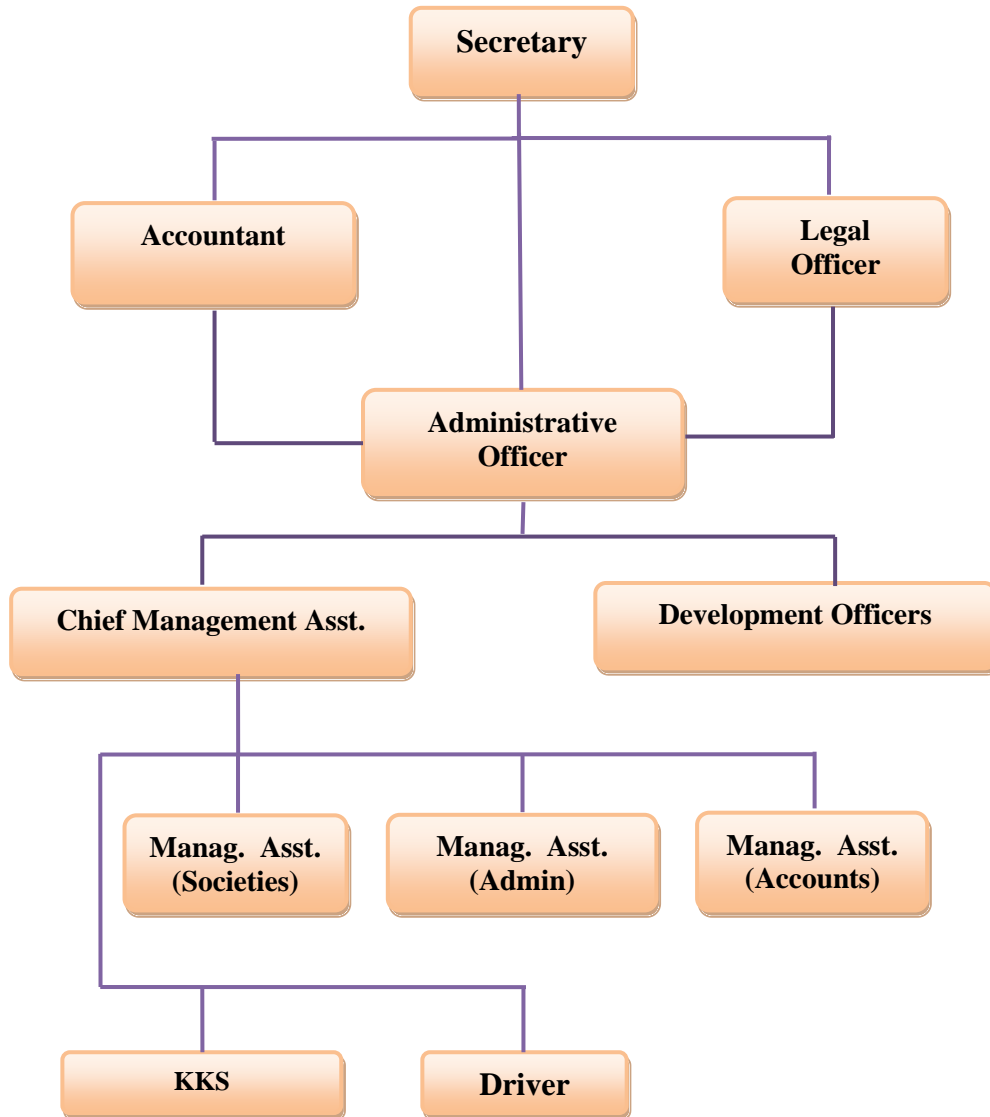 Secretary
Accountant
Legal
Officer
Administrative
Officer
Chief Management Asst.
Development Officers
Manag. Asst.
(Societies)
Manag. Asst.
(Admin)
Manag. Asst.
(Accounts)
KKS
Driver